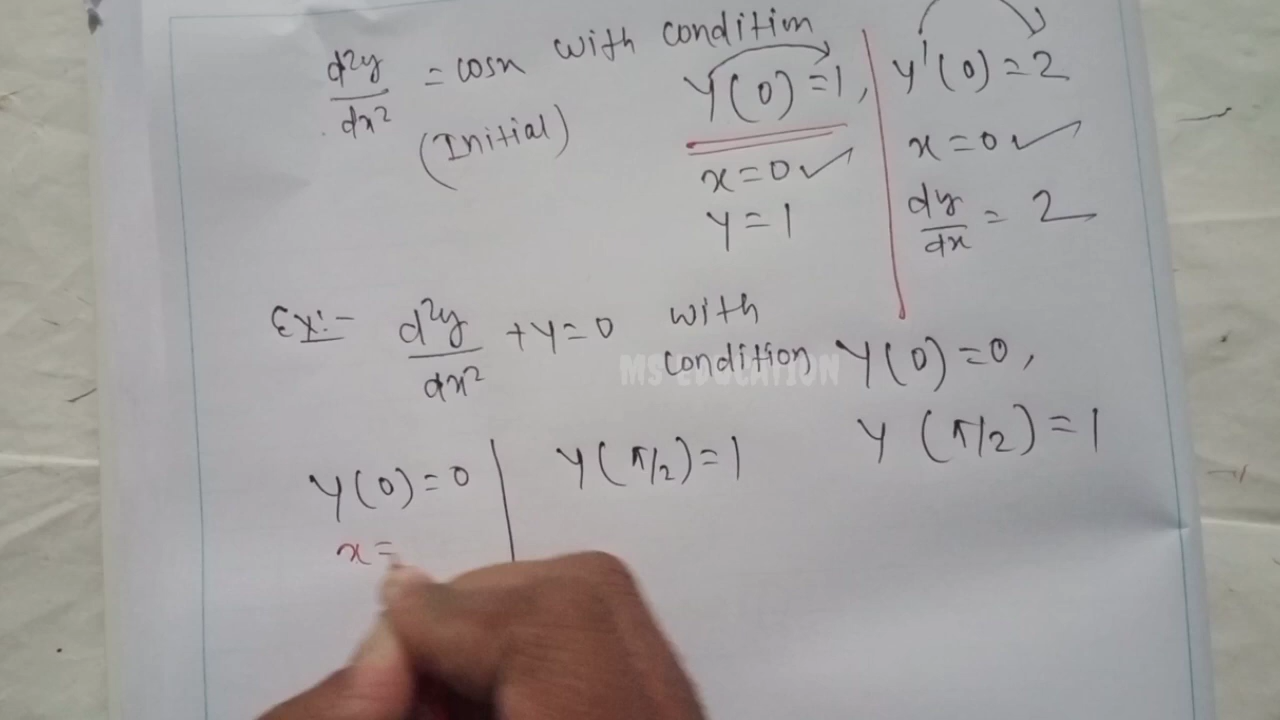 d²y/dx² = cosx with condition
(Initial)
Y(0) = 1, y'(0) = 2
x = 0 ✓
y = 1
x = 0 ✓
dy/dx = 2
Ex:- d²y/dx² + y = 0 with
condition Y(0) = 0,
Y(π/2) = 1
MS EDUCATION
Y(0) = 0
Y(π/2) = 1
x =